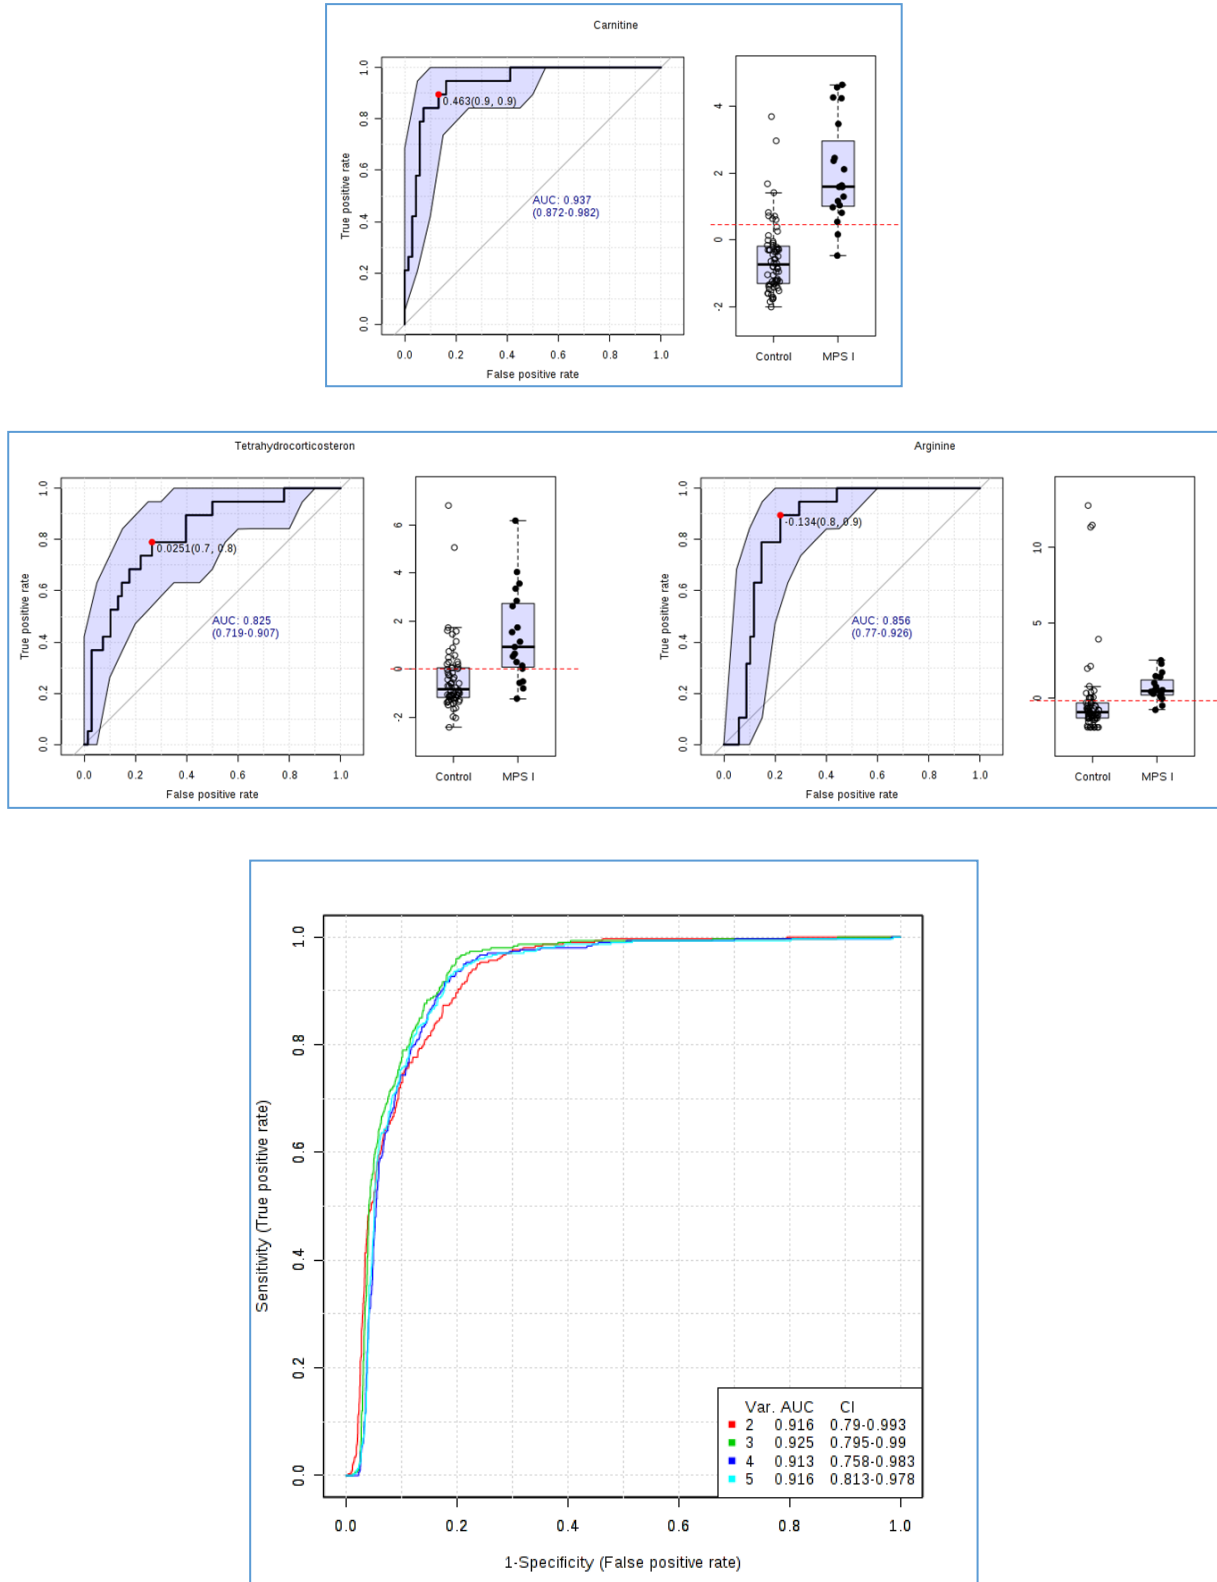 Carnitine
True positive rate
1.0
0.8
0.6
0.4
0.2
0.0
0.463(0.9, 0.9)
AUC: 0.937
(0.872-0.982)
0.0 0.2 0.4 0.6 0.8 1.0
False positive rate
4
2
0
-2
Control MPS I
Tetrahydrocorticosteron
True positive rate
1.0
0.8
0.6
0.4
0.2
0.0
0.0251(0.7, 0.8)
AUC: 0.825
(0.719-0.907)
0.0 0.2 0.4 0.6 0.8 1.0
False positive rate
6
4
2
0
-2
Control MPS I
Arginine
True positive rate
1.0
0.8
0.6
0.4
0.2
0.0
-0.134(0.8, 0.9)
AUC: 0.856
(0.77-0.926)
0.0 0.2 0.4 0.6 0.8 1.0
False positive rate
10
5
0
Control MPS I
Sensitivity (True positive rate)
1.0
0.8
0.6
0.4
0.2
0.0
Var. AUC CI
2 0.916 0.79-0.993
3 0.925 0.795-0.99
4 0.913 0.758-0.983
5 0.916 0.813-0.978
0.0 0.2 0.4 0.6 0.8 1.0
1-Specificity (False positive rate)